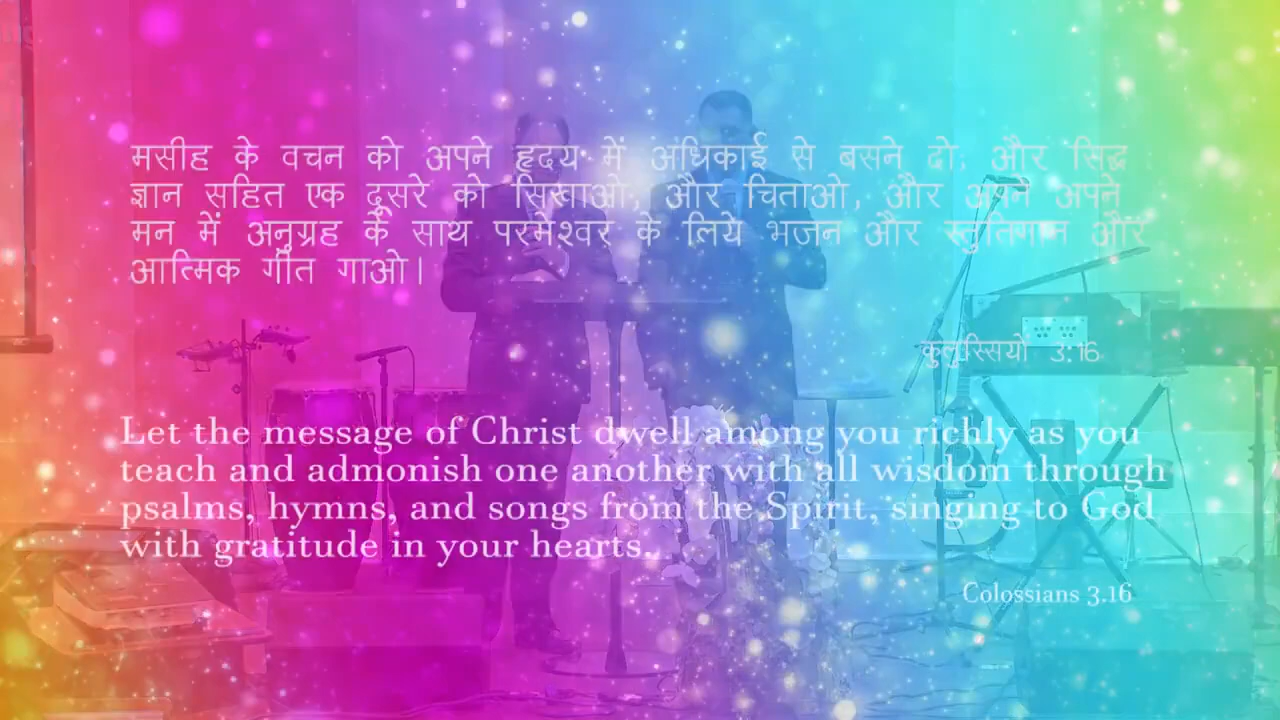 मसीह के वचन को अपने हृदय में अधिकाई से बसने दो, और सिद्ध
ज्ञान सहित एक दूसरे को सिखाओ, और चिताओ, और अपने अपने
मन में अनुग्रह के साथ परमेश्वर के लिये भजन और स्तुतिगान और
आत्मिक गीत गाओ।
कुलुस्सियो 3:16
Let the message of Christ dwell among you richly as you
teach and admonish one another with all wisdom through
psalms, hymns, and songs from the Spirit, singing to God
with gratitude in your hearts.
Colossians 3.16